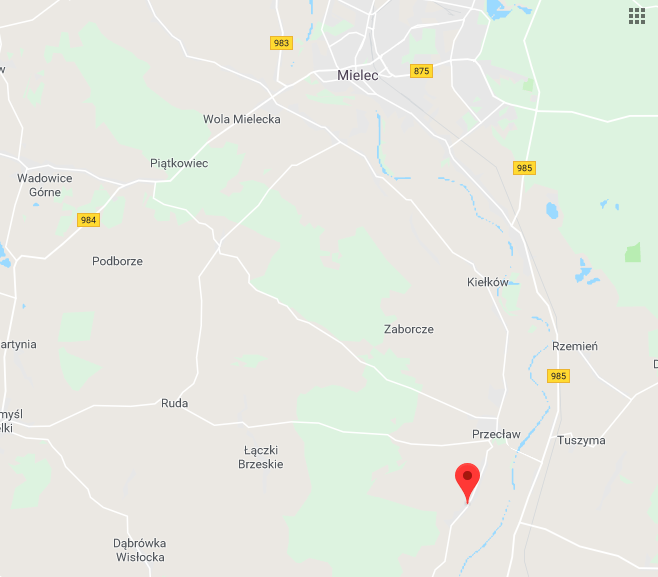 983
Mielec
875
w
Wola Mielecka
Piątkowiec
985
Wadowice
Górne
984
Podborze
Kiełków
Zaborcze
artynia
Rzemień
D
985
Ruda
myśl
lki
Przecław
Tuszyma
Łączki
Brzeskie
Dąbrówka
Wisłocka